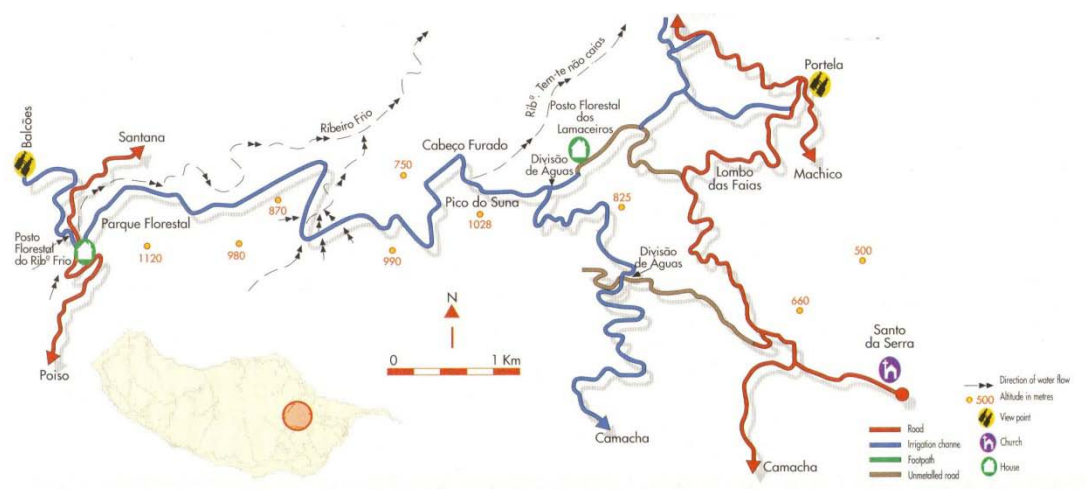 Balcões
Santana
Ribeiro Frio
Parque Florestal
Posto
Florestal
do Ribº Frio
Poiso
1120
980
870
750
990
Cabeço Furado
Pico do Suna
1028
Ribº. Tem-te não caias
Posto Florestal
dos
Lamaceiros
Divisão
de Aguas
825
Divisão
de Aguas
Portela
Machico
Lombo
das Faias
500
660
Santo
da Serra
Camacha
Camacha
N
0 1 Km
Road
Irrigation channe.
Footpath
Unmetalled road
Direction of water flow
500 Altitude in metres
View point
Church
House